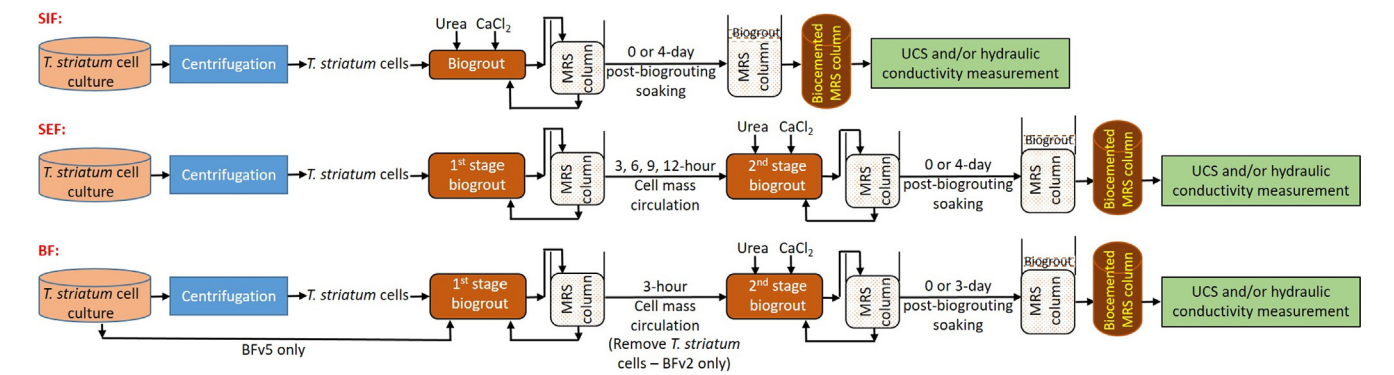 SIF:
T. striatum cell
culture
Centrifugation
T. striatum cells
Urea CaCl2
Biogrout
MRS
column
0 or 4-day
post-biogrouting
soaking
Biogrout
MRS
column
Biocemented
MRS column
UCS and/or hydraulic
conductivity measurement
SEF:
T. striatum cell
culture
Centrifugation
T. striatum cells
1st stage
biogrout
MRS
column
3, 6, 9, 12-hour
Cell mass
circulation
Urea CaCl2
2nd stage
biogrout
MRS
column
0 or 4-day
post-biogrouting
soaking
Biogrout
MRS
column
Biocemented
MRS column
UCS and/or hydraulic
conductivity measurement
BF:
T. striatum cell
culture
Centrifugation
T. striatum cells
BFv5 only
1st stage
biogrout
MRS
column
3-hour
Cell mass
circulation
(Remove T. striatum
cells – BFv2 only)
Urea CaCl2
2nd stage
biogrout
MRS
column
0 or 3-day
post-biogrouting
soaking
Biogrout
MRS
column
Biocemented
MRS column
UCS and/or hydraulic
conductivity measurement